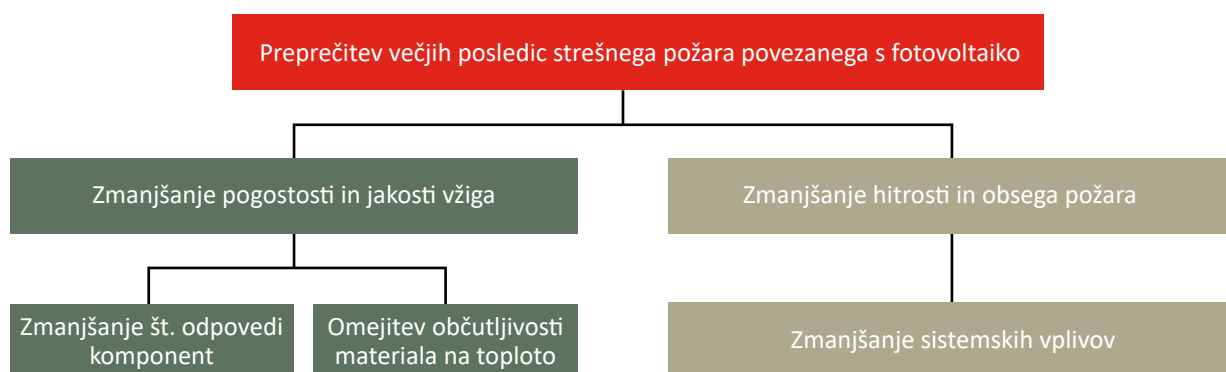 Preprečitev večjih posledic strešnega požara povezanega s fotovoltaiko
Zmanjšanje pogostosti in jakosti vžiga
Zmanjšanje hitrosti in obsega požara
Zmanjšanje št. odpovedi
komponent
Omejitev občutljivosti
materiala na toploto
Zmanjšanje sistemskih vplivov